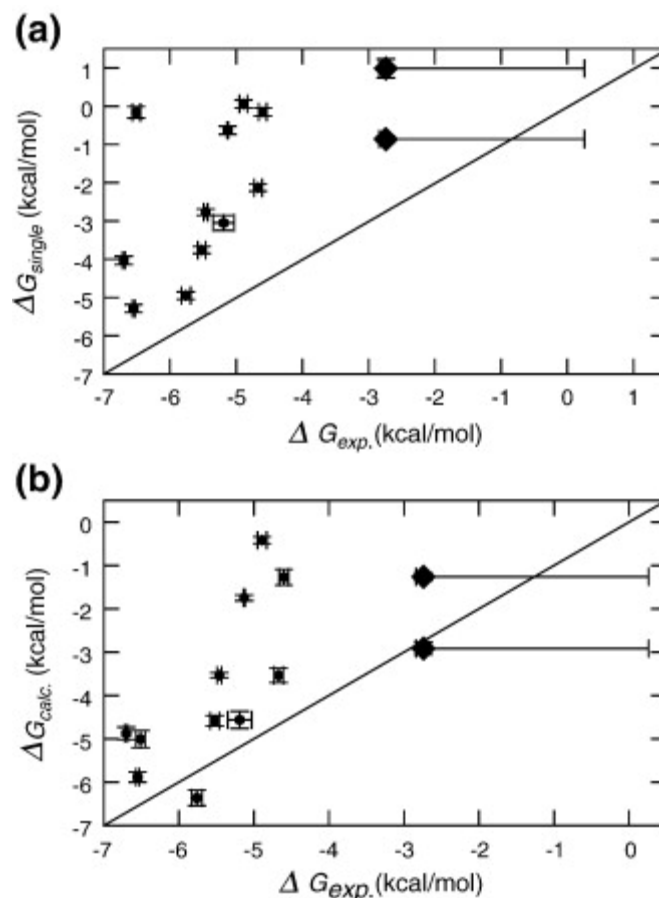 (a)
1
0
-1
-2
-3
-4
-5
-6
-7
ΔG_single (kcal/mol)
-7 -6 -5 -4 -3 -2 -1 0 1
Δ G_exp. (kcal/mol)
(b)
0
-1
-2
-3
-4
-5
-6
-7
ΔG_calc. (kcal/mol)
-7 -6 -5 -4 -3 -2 -1 0
Δ G_exp. (kcal/mol)